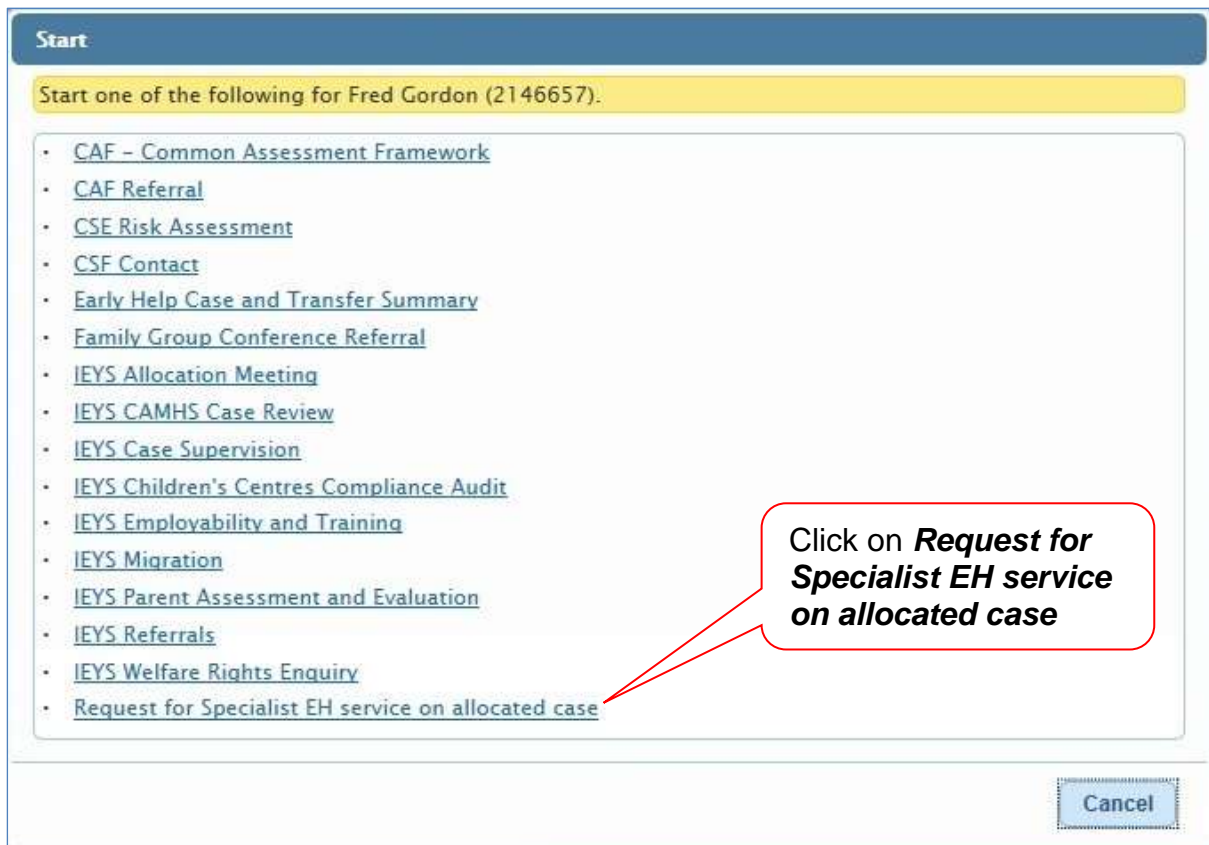 Start
Start one of the following for Fred Gordon (2146657).
· CAF – Common Assessment Framework
· CAF Referral
· CSE Risk Assessment
· CSF Contact
· Early Help Case and Transfer Summary
· Family Group Conference Referral
· IEYS Allocation Meeting
· IEYS CAMHS Case Review
· IEYS Case Supervision
· IEYS Children's Centres Compliance Audit
· IEYS Employability and Training
· IEYS Migration
· IEYS Parent Assessment and Evaluation
· IEYS Referrals
· IEYS Welfare Rights Enquiry
· Request for Specialist EH service on allocated case
Click on Request for
Specialist EH service
on allocated case
Cancel